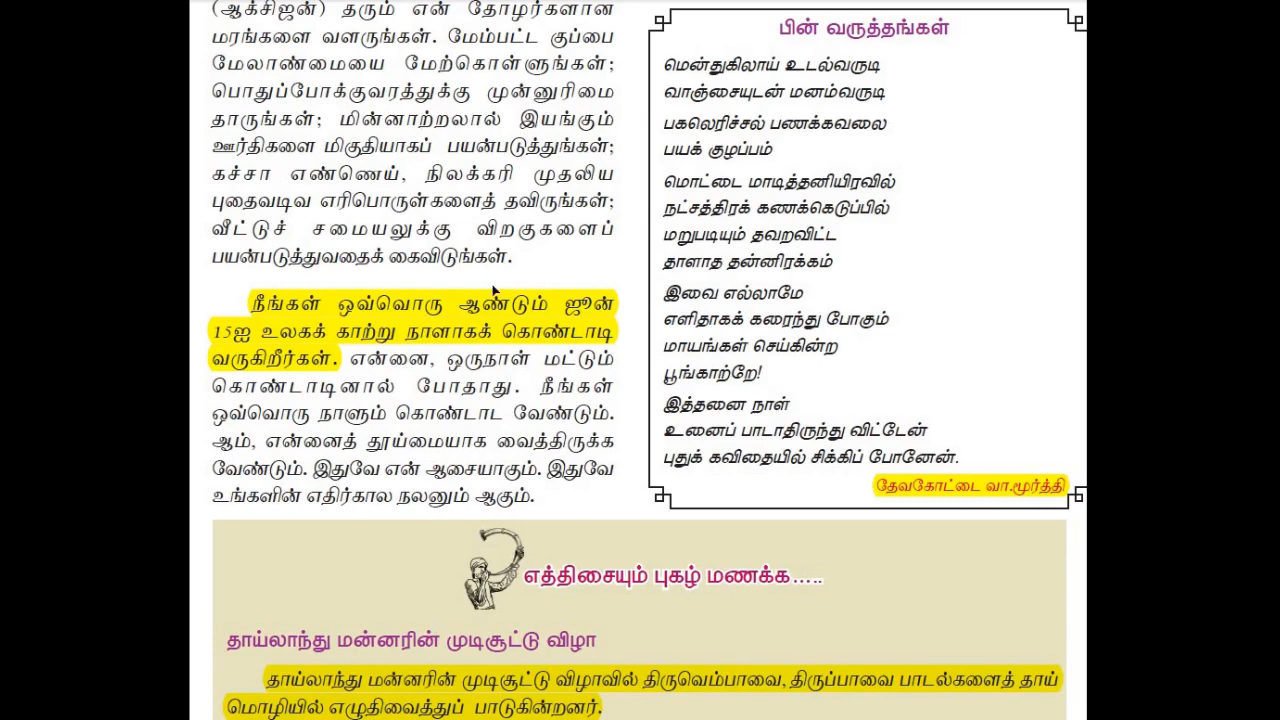 (ஆக்சிஜன்) தரும் என் தோழர்களான
மரங்களை வளருங்கள். மேம்பட்ட குப்பை
மேலாண்மையை மேற்கொள்ளுங்கள்;
பொதுப்போக்குவரத்துக்கு முன்னுரிமை
தாருங்கள்; மின்னாற்றலால் இயங்கும்
ஊர்திகளை மிகுதியாகப் பயன்படுத்துங்கள்;
கச்சா எண்ணெய், நிலக்கரி முதலிய
புதைவடிவ எரிபொருள்களைத் தவிருங்கள்;
வீட்டுச் சமையலுக்கு விறகுகளைப்
பயன்படுத்துவதைக் கைவிடுங்கள்.
நீங்கள் ஒவ்வொரு ஆண்டும் ஜூன்
15ஐ உலகக் காற்று நாளாகக் கொண்டாடி
வருகிறீர்கள். என்னை, ஒருநாள் மட்டும்
கொண்டாடினால் போதாது. நீங்கள்
ஒவ்வொரு நாளும் கொண்டாட வேண்டும்.
ஆம், என்னைத் தூய்மையாக வைத்திருக்க
வேண்டும். இதுவே என் ஆசையாகும். இதுவே
உங்களின் எதிர்கால நலனும் ஆகும்.
பின் வருத்தங்கள்
மென்துகிலாய் உடல்வருடி
வாஞ்சையுடன் மனம்வருடி
பகலெரிச்சல் பணக்கவலை
பயக் குழப்பம்
மொட்டை மாடித்தனியிரவில்
நட்சத்திரக் கணக்கெடுப்பில்
மறுபடியும் தவறவிட்ட
தாளாத தன்னிரக்கம்
இவை எல்லாமே
எளிதாகக் கரைந்து போகும்
மாயங்கள் செய்கின்ற
பூங்காற்றே!
இத்தனை நாள்
உனைப் பாடாதிருந்து விட்டேன்
புதுக் கவிதையில் சிக்கிப் போனேன்.
தேவகோட்டை வா.மூர்த்தி
எத்திசையும் புகழ் மணக்க.....
தாய்லாந்து மன்னரின் முடிசூட்டு விழா
தாய்லாந்து மன்னரின் முடிசூட்டு விழாவில் திருவெம்பாவை, திருப்பாவை பாடல்களைத் தாய்
மொழியில் எழுதிவைத்துப் பாடுகின்றனர்.